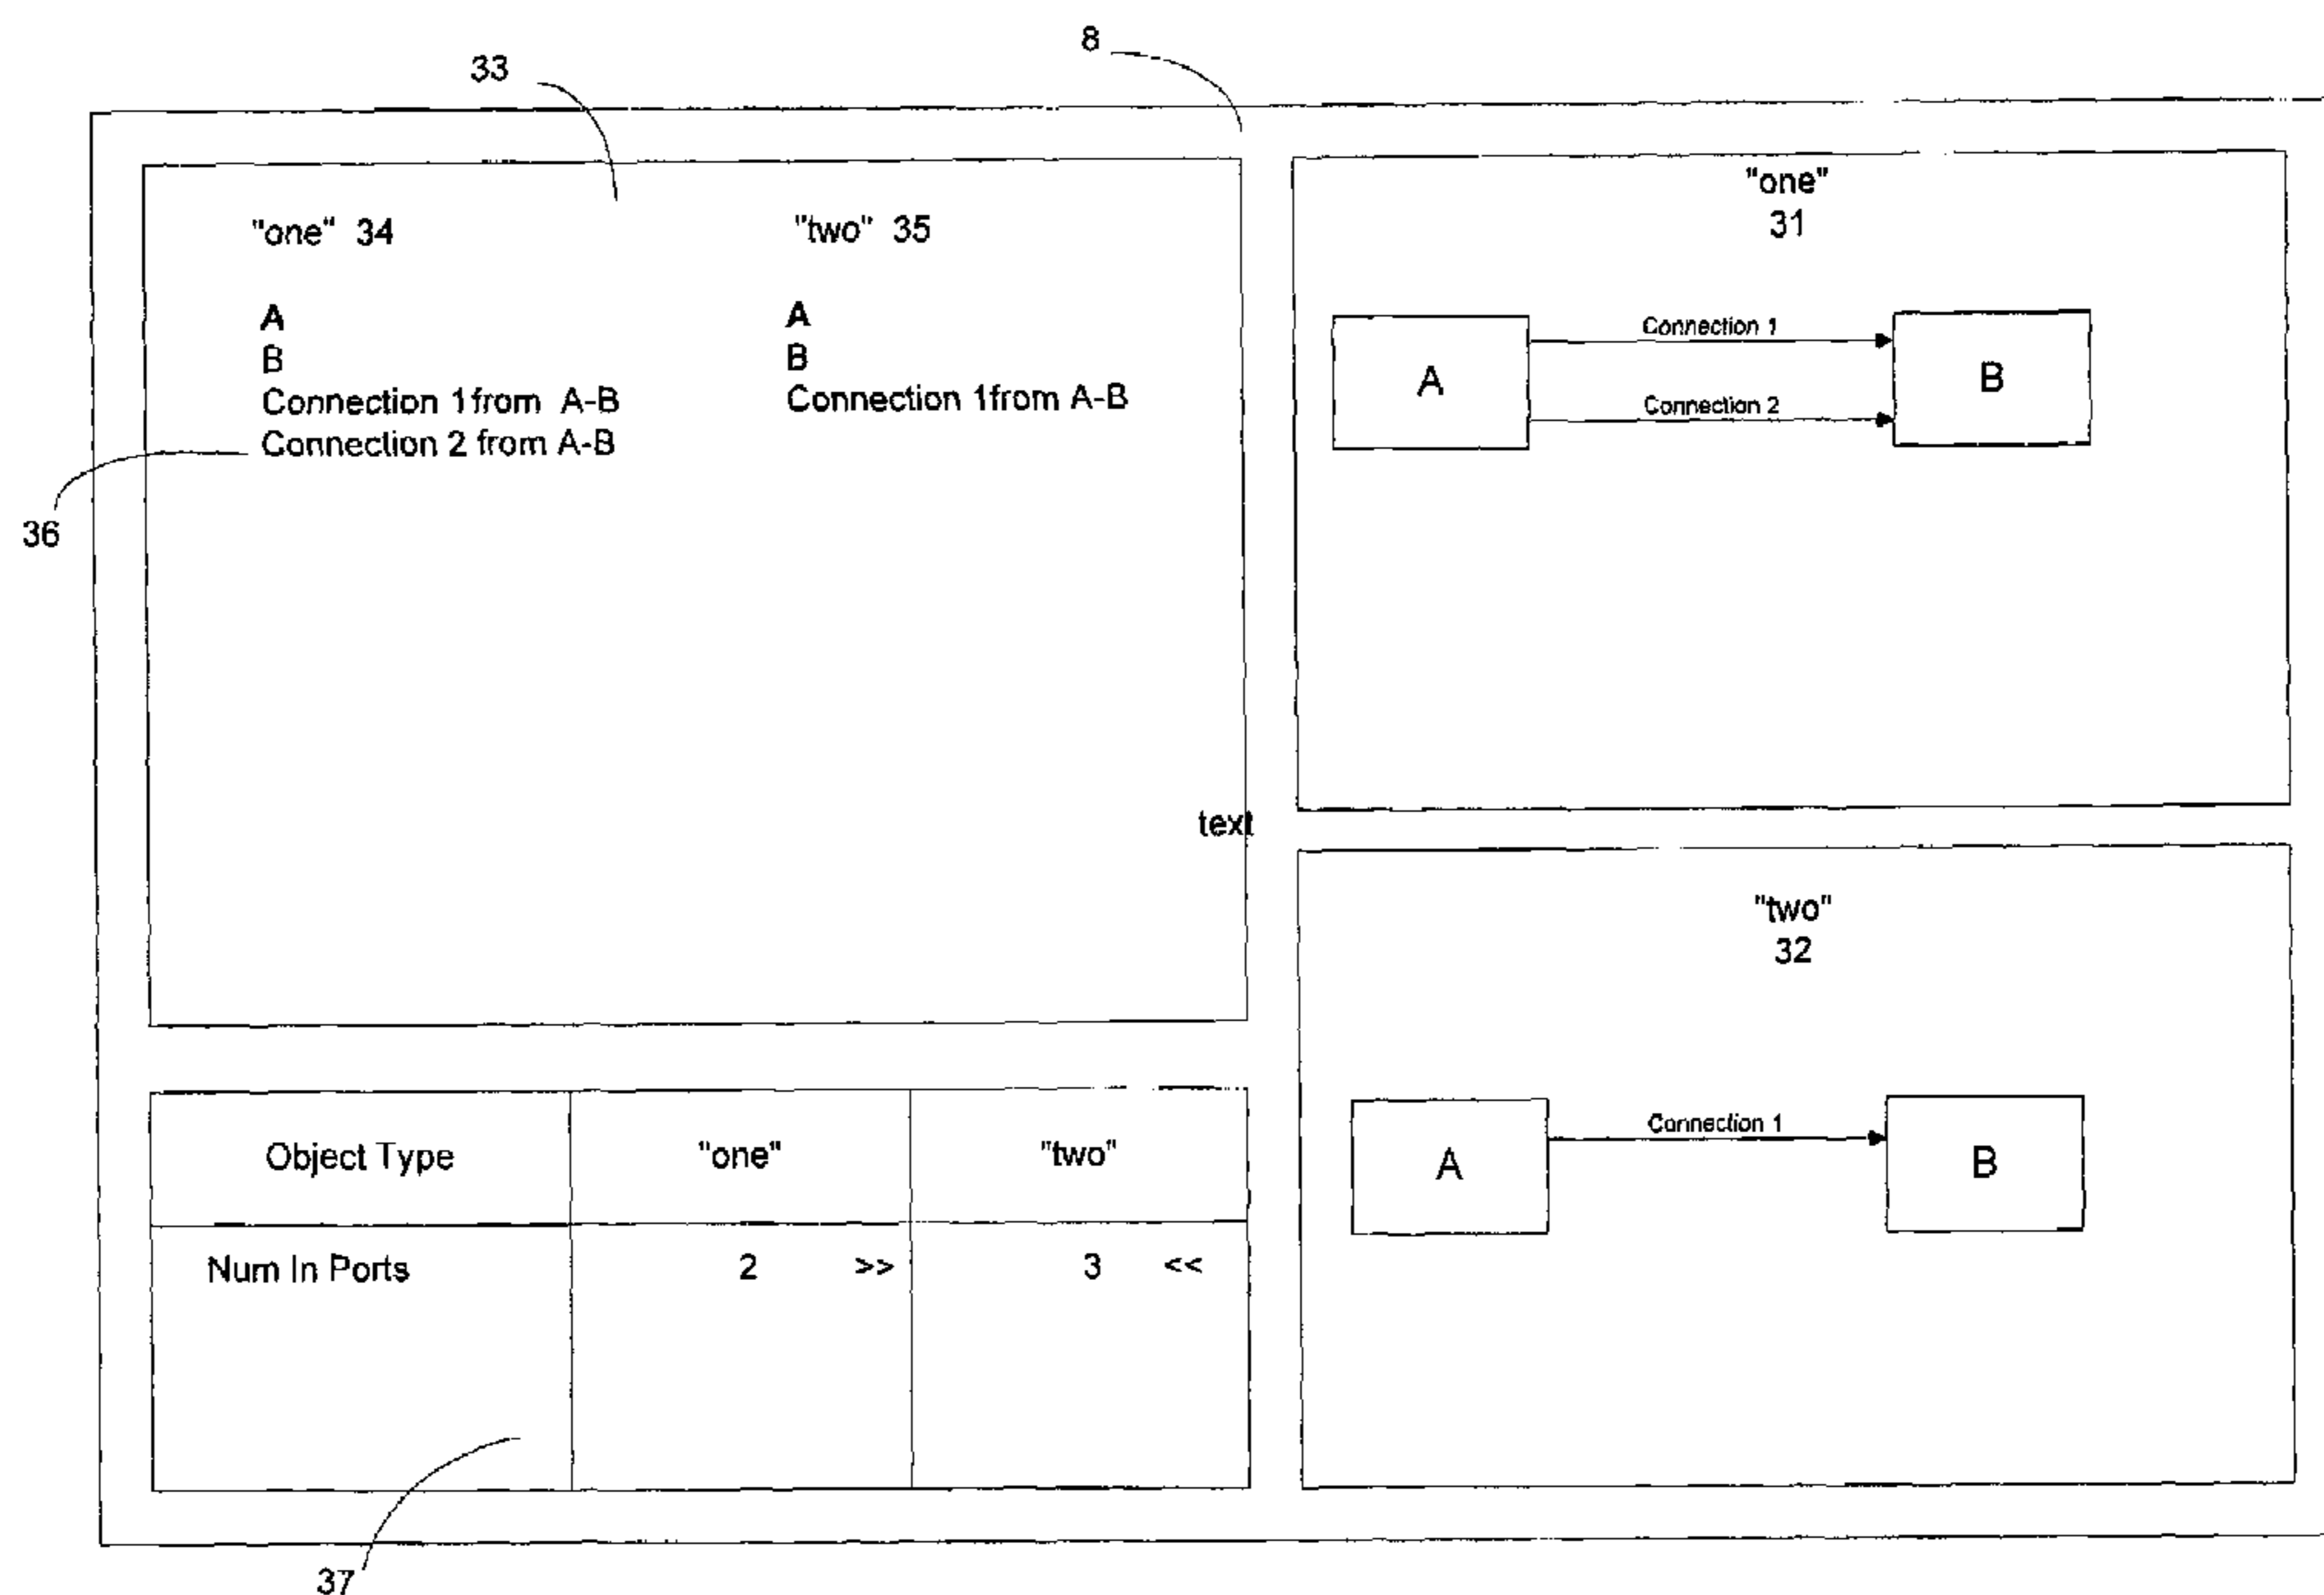 8
33
"one" 34
"two" 35
A
B
Connection 1from A-B
Connection 2 from A-B
A
B
Connection 1from A-B
36
text
"one"
31
A
Connection 1
Connection 2
B
"two"
32
A
Connection 1
B
Object Type "one" "two"
Num In Ports 2 >> 3 <<
37